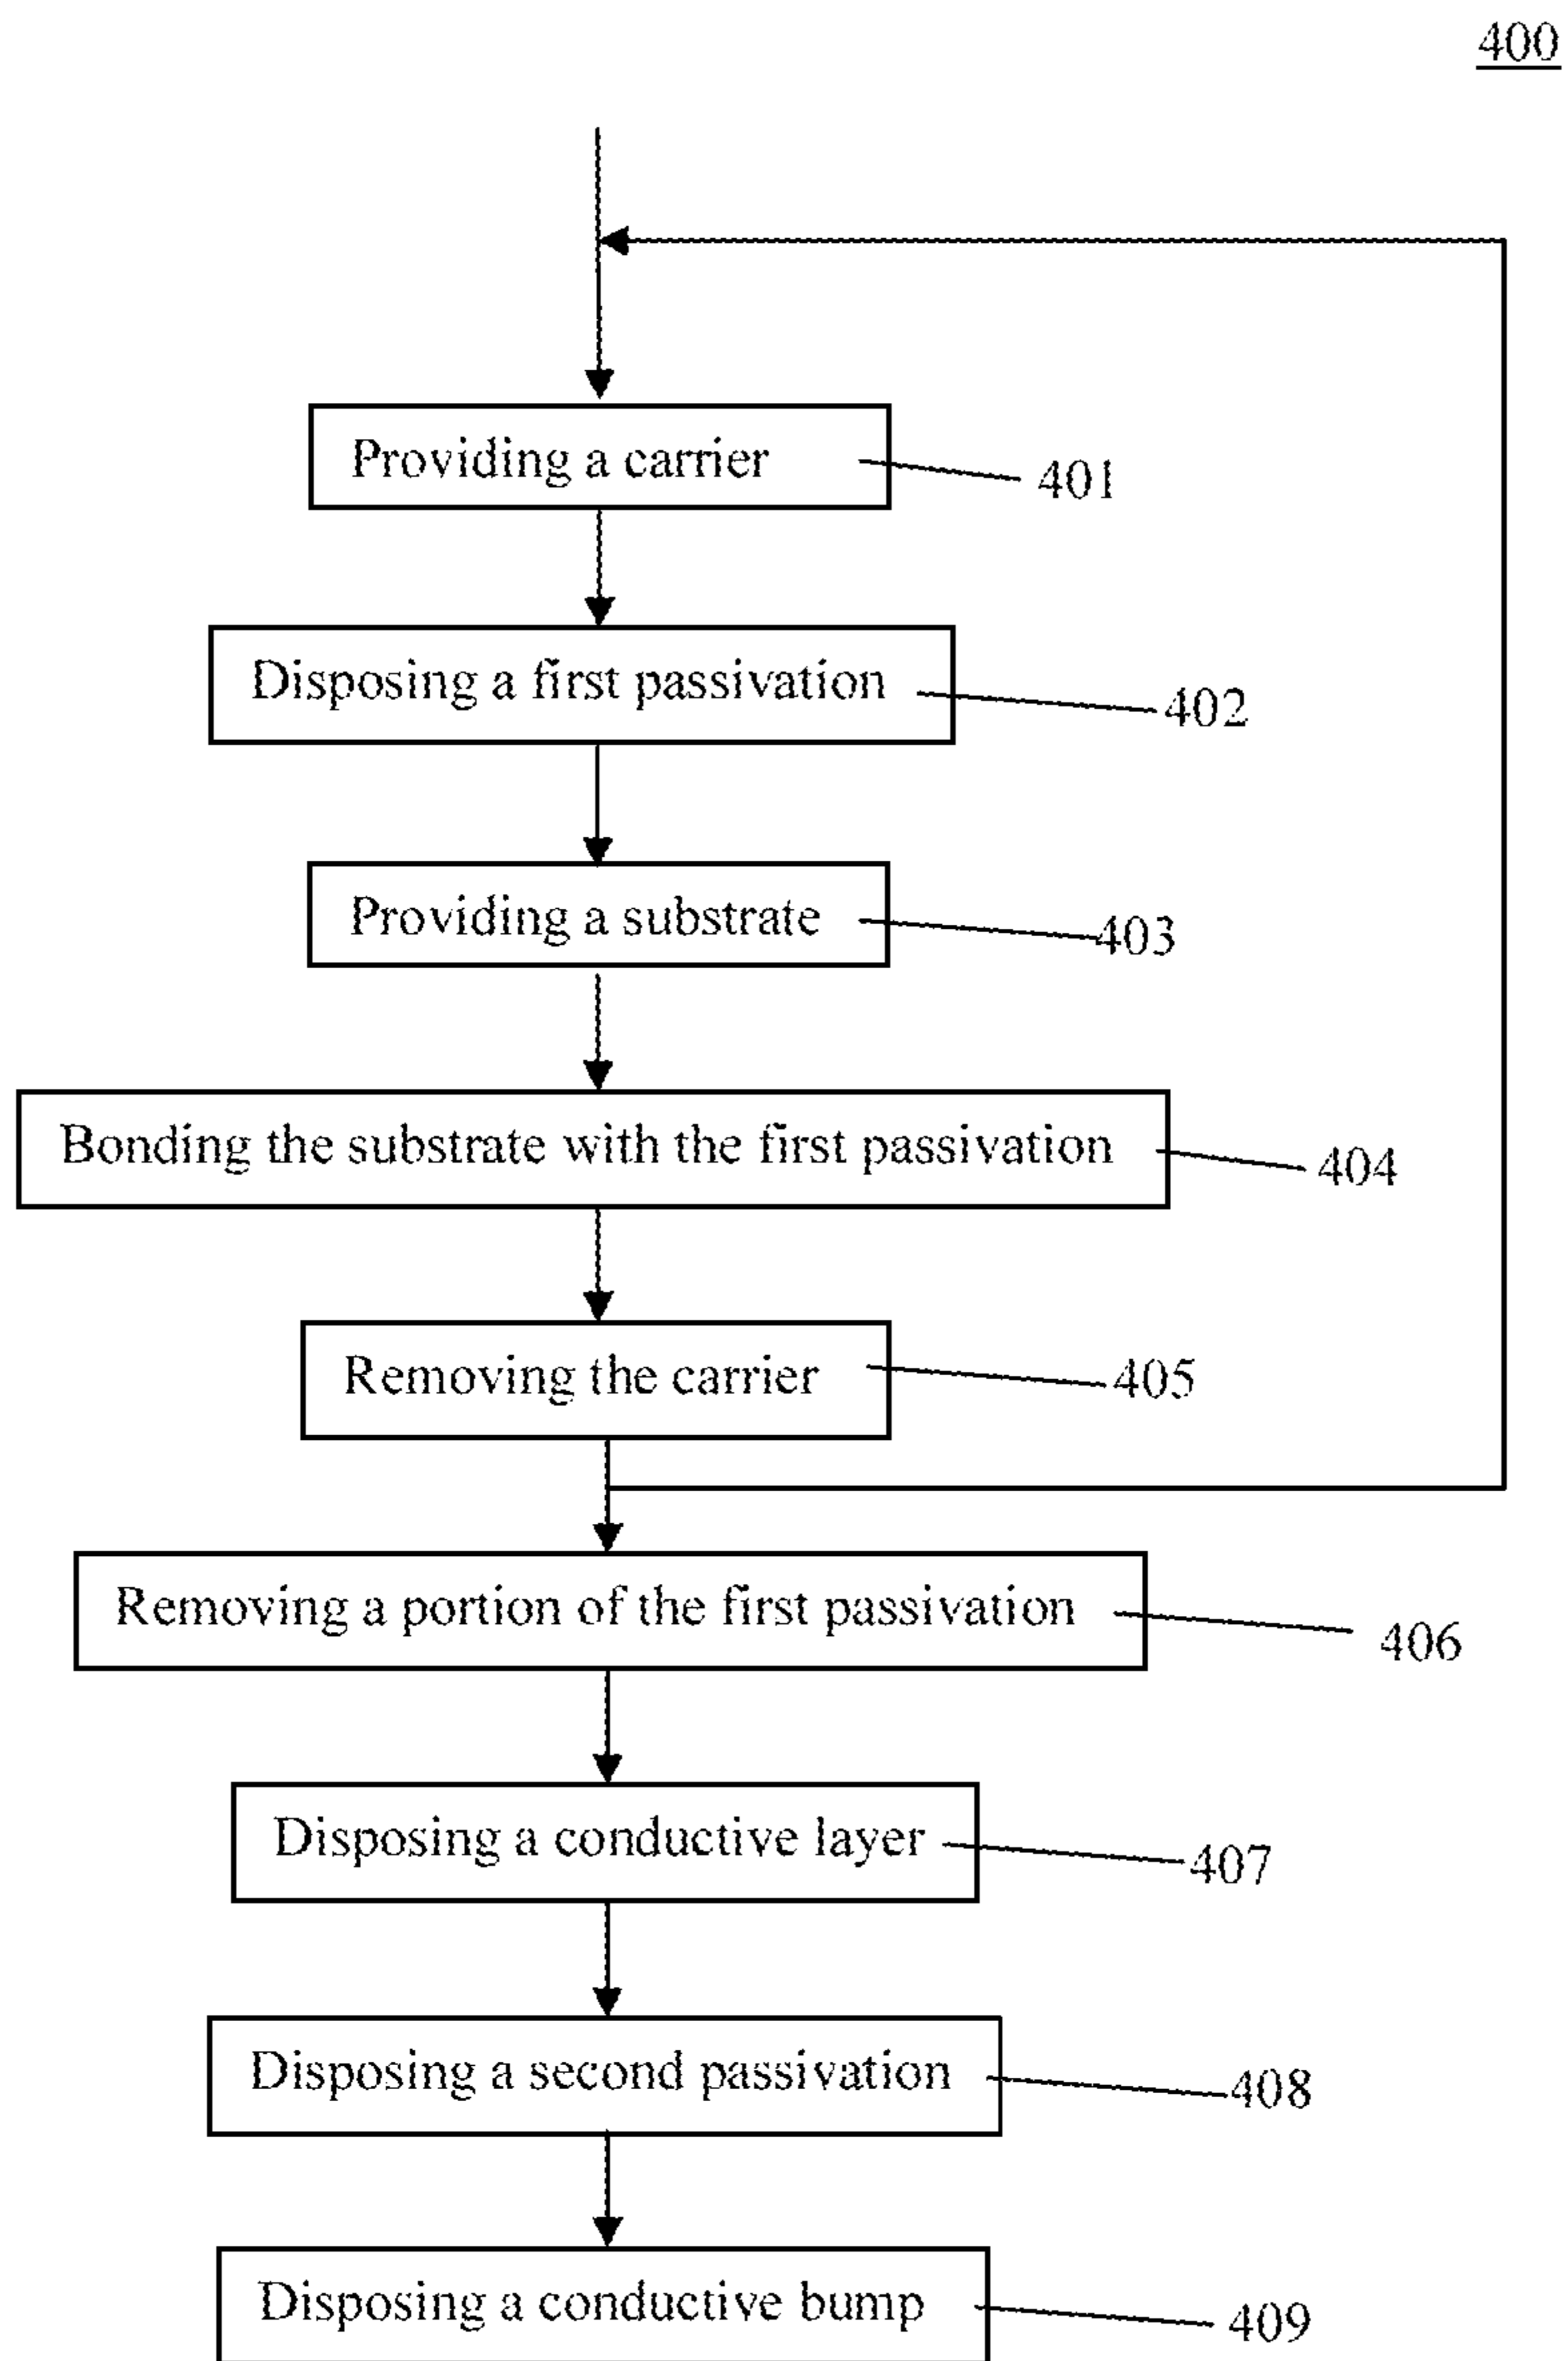 400
Providing a carrier
401
Disposing a first passivation
402
Providing a substrate
403
Bonding the substrate with the first passivation
404
Removing the carrier
405
Removing a portion of the first passivation
406
Disposing a conductive layer
407
Disposing a second passivation
408
Disposing a conductive bump
409